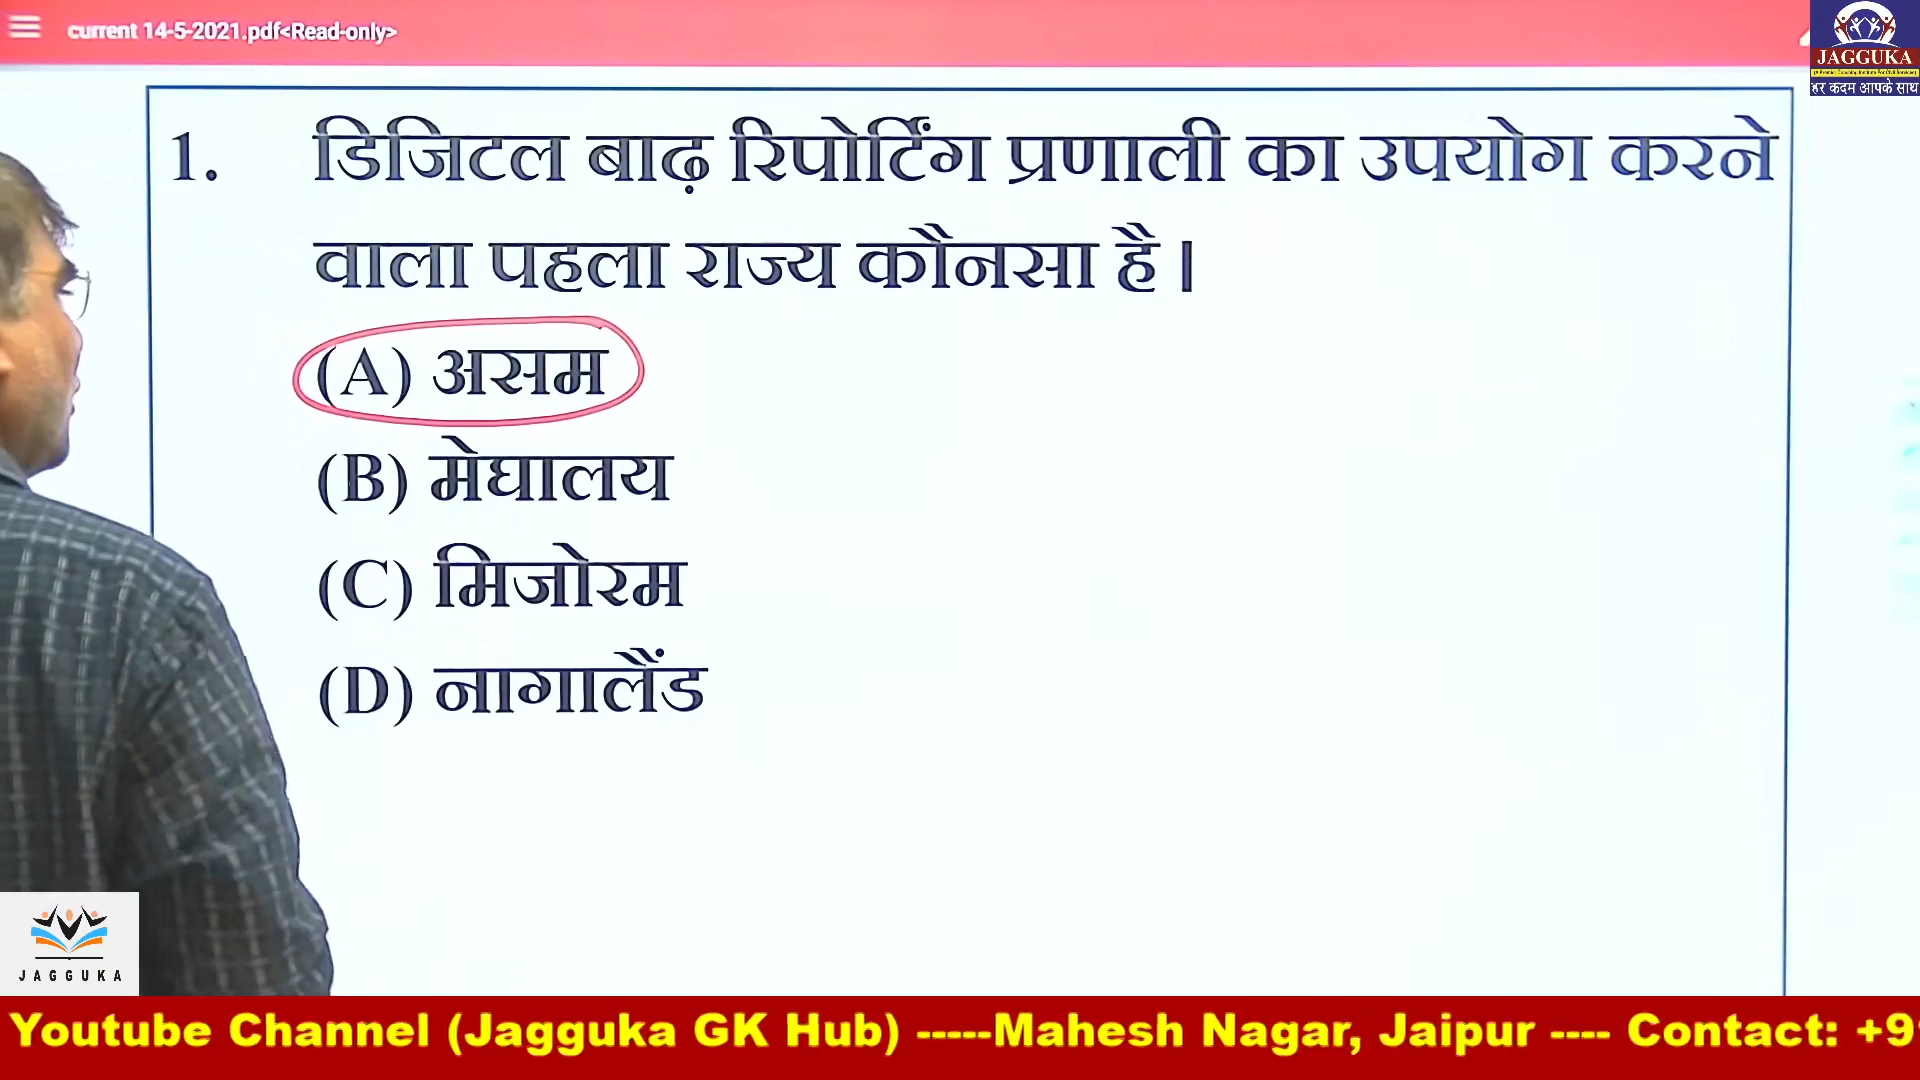 current 14-5-2021.pdf<Read-only>
JAGGUKA
हर कदम आपके साथ
1. डिजिटल बाढ़ रिपोर्टिंग प्रणाली का उपयोग करने
वाला पहला राज्य कौनसा है।
(A) असम
(B) मेघालय
(C) मिजोरम
(D) नागालैंड
JAGGUKA
Youtube Channel (Jagguka GK Hub) -----Mahesh Nagar, Jaipur ---- Contact: +9